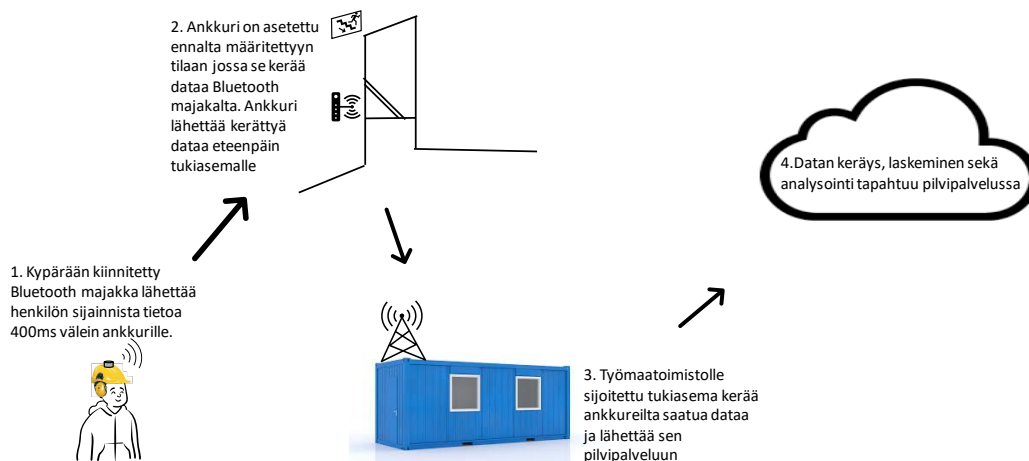 1. Kypärään kiinnitetty
Bluetooth majakka lähettää
henkilön sijainnista tietoa
400ms välein ankkurille.
2. Ankkuri on asetettu
ennalta määritettyyn
tilaan jossa se kerää
dataa Bluetooth
majakalta. Ankkuri
lähettää kerättyä
dataa eteenpäin
tukiasemalle
3. Työmaatoimistolle
sijoitettu tukiasema kerää
ankkureilta saatua dataa
ja lähettää sen
pilvipalveluun
4.Datan keräys, laskeminen sekä
analysointi tapahtuu pilvipalvelussa